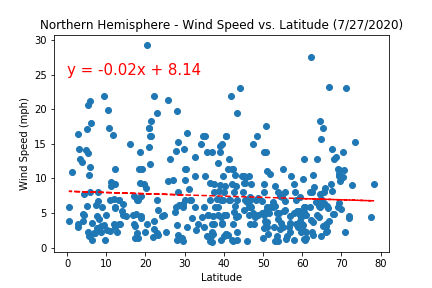 Northern Hemisphere - Wind Speed vs. Latitude (7/27/2020)
30
y = -0.02x + 8.14
25
20
Wind Speed (mph)
15
10
5
0
0 10 20 30 40 50 60 70 80
Latitude